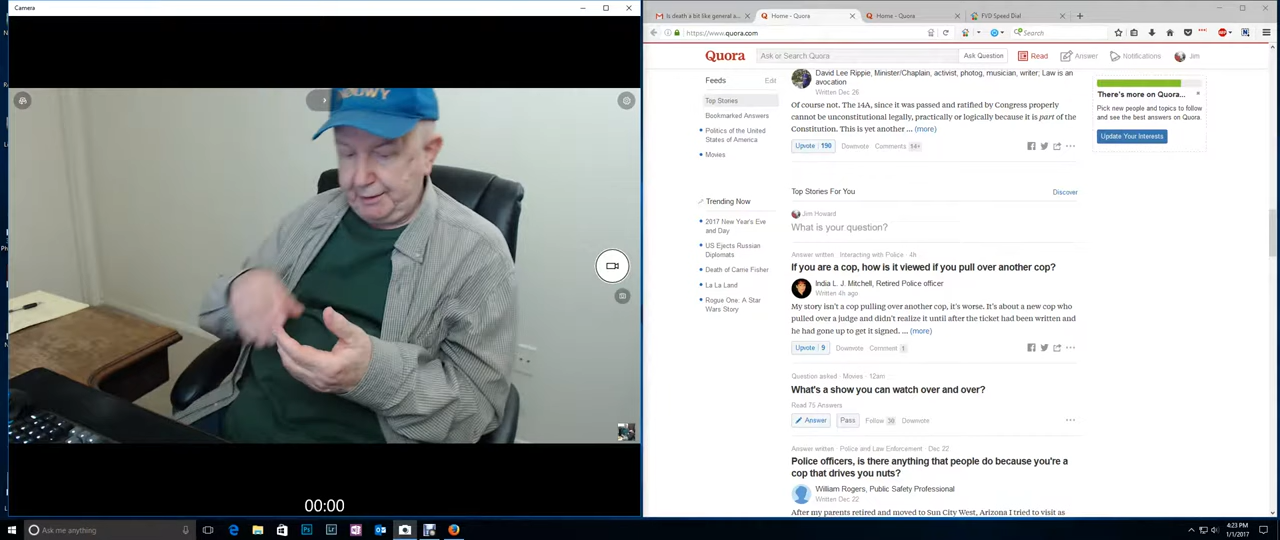 Camera
Is death a bit like general a...
Home - Quora
Home - Quora
FVD Speed Dial
https://www.quora.com
Search
Quora
Ask or Search Quora
Ask Question
Read
Answer
Notifications
Jim
Feeds
Edit
Top Stories
Bookmarked Answers
Politics of the United
States of America
Movies
Trending Now
2017 New Year's Eve
and Day
US Ejects Russian
Diplomats
Death of Carrie Fisher
La La Land
Rogue One: A Star
Wars Story
David Lee Rippie, Minister/Chaplain, activist, photog, musician, writer; Law is an
avocation
Written Dec 26
Of course not. The 14A, since it was passed and ratified by Congress properly
cannot be unconstitutional legally, practically or logically because it is part of the
Constitution. This is yet another ... (more)
Upvote 190
Downvote
Comments 14+
Top Stories For You
Discover
Jim Howard
What is your question?
Answer written · Interacting with Police · 4h
If you are a cop, how is it viewed if you pull over another cop?
India L. J. Mitchell, Retired Police officer
Written 4h ago
My story isn't a cop pulling over another cop, it's worse. It's about a new cop who
pulled over a judge and didn't realize it until after the ticket had been written and
he had gone up to get it signed. ... (more)
Upvote 9
Downvote
Comment 1
Question asked · Movies · 12am
What's a show you can watch over and over?
Read 75 Answers
Answer
Pass
Follow 30
Downvote
Answer written · Police and Law Enforcement · Dec 22
Police officers, is there anything that people do because you're a
cop that drives you nuts?
William Rogers, Public Safety Professional
Written Dec 22
After my parents retired and moved to Sun City West, Arizona I tried to visit as
There's more on Quora...
Pick new people and topics to follow
and see the best answers on Quora.
Update Your Interests
00:00
Ask me anything
4:23 PM
1/1/2017